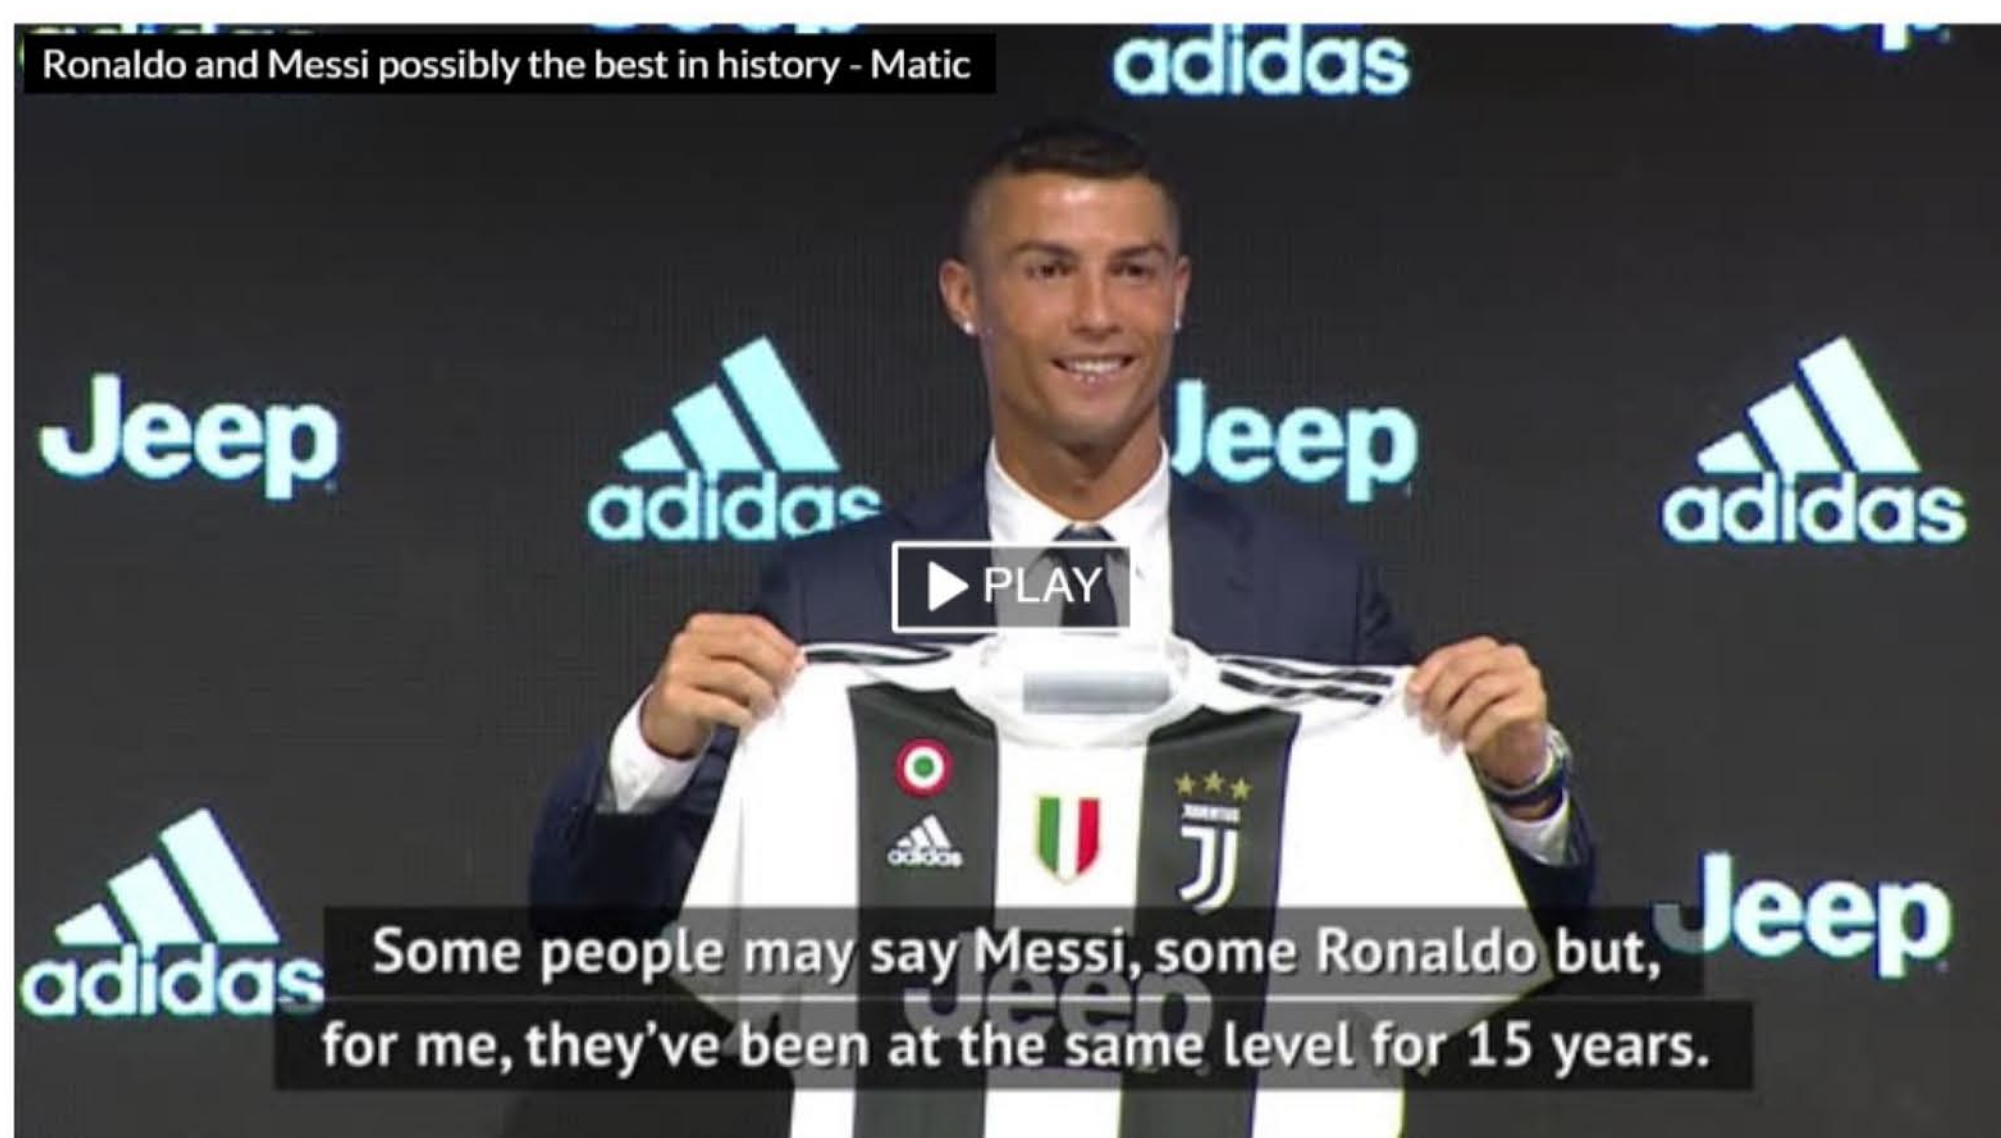 adidas
Ronaldo and Messi possibly the best in history - Matic
Jeep
adidas
Jeep
adidas
PLAY
adidas
JUVENTUS
adidas
Jeep
Some people may say Messi, some Ronaldo but,
Jeep
for me, they've been at the same level for 15 years.